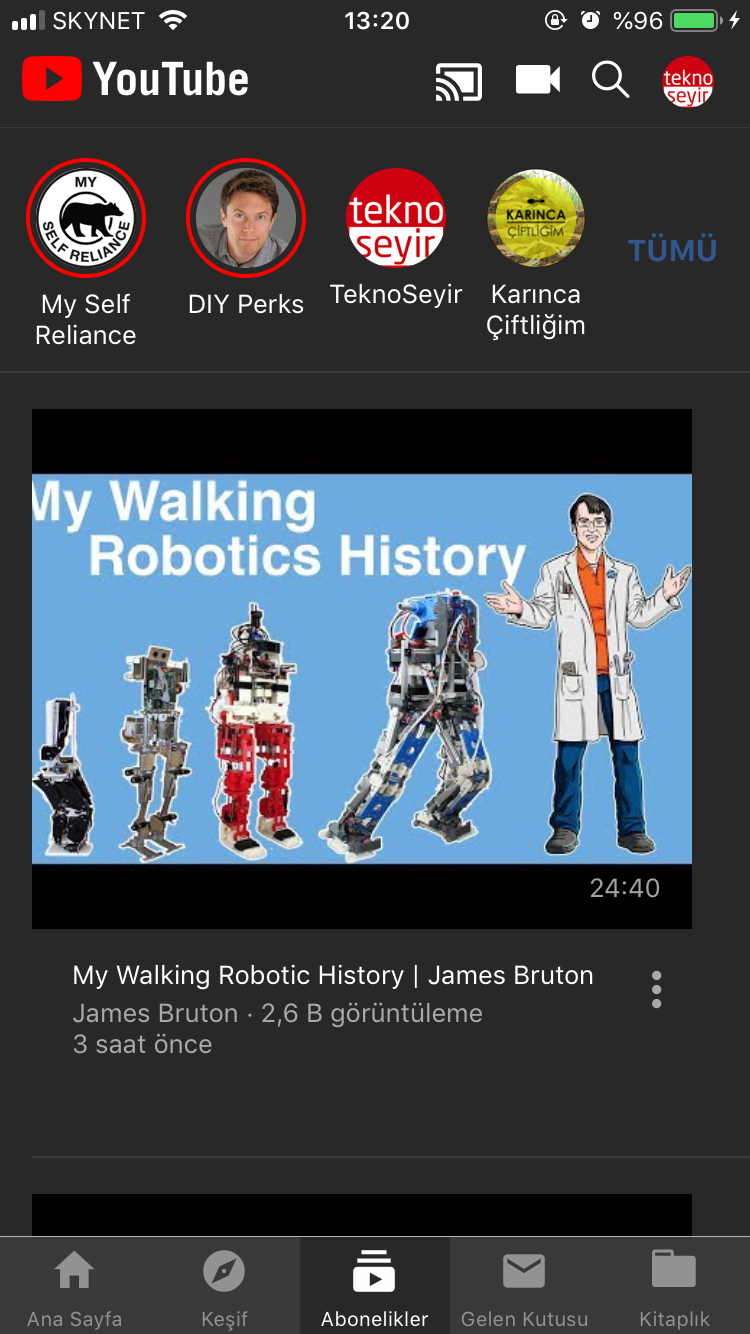 SKYNET 13:20 %96
YouTube
tekno
seyir
MY
SELF RELIANCE
tekno
seyir
KARINCA
ÇİFTLİĞİM
TÜMÜ
My Self
Reliance
DIY Perks
TeknoSeyir
Karınca
Çiftliğim
My Walking
Robotics History
24:40
My Walking Robotic History | James Bruton
James Bruton · 2,6 B görüntüleme
3 saat önce
Ana Sayfa
Keşif
Abonelikler
Gelen Kutusu
Kitaplık